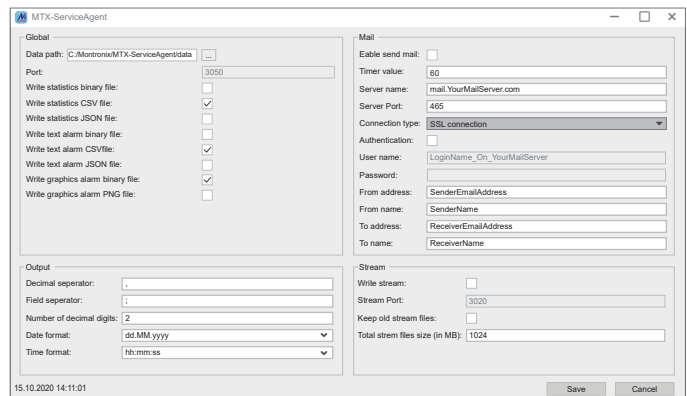 MTX-ServiceAgent
Global
Data path: C:/Montronix/MTX-ServiceAgent/data ...
Port: 3050
Write statistics binary file:
Write statistics CSV file:
Write statistics JSON file:
Write text alarm binary file:
Write text alarm CSVfile:
Write text alarm JSON file:
Write graphics alarm binary file:
Write graphics alarm PNG file:
Mail
Eable send mail:
Timer value: 60
Server name: mail.YourMailServer.com
Server Port: 465
Connection type: SSL connection
Authentication:
User name: LoginName_On_YourMailServer
Password:
From address: SenderEmailAddress
From name: SenderName
To address: ReceiverEmailAddress
To name: ReceiverName
Output
Decimal seperator: ,
Field seperator: ;
Number of decimal digits: 2
Date format: dd.MM.yyyy
Time format: hh:mm:ss
Stream
Write stream:
Stream Port: 3020
Keep old stream files:
Total strem files size (in MB): 1024
15.10.2020 14:11:01
Save Cancel